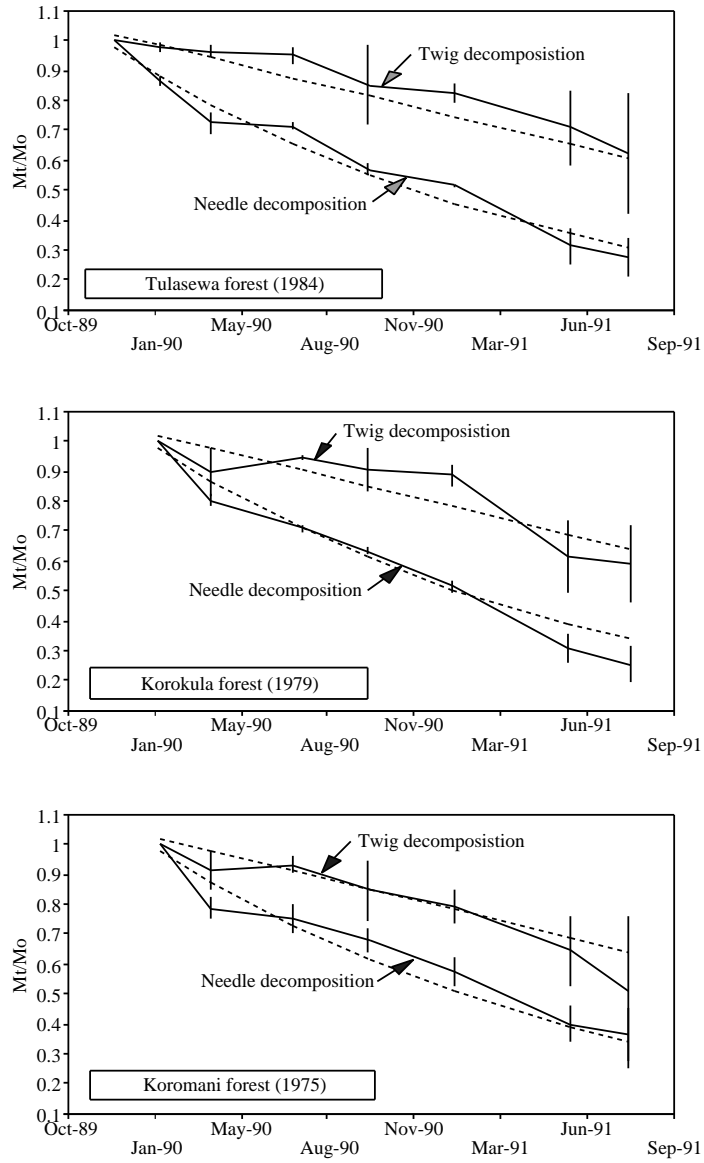 1.1
1
0.9
0.8
0.7
0.6
0.5
0.4
0.3
0.2
0.1
Mt/Mo
Twig decomposistion
Needle decomposition
Tulasewa forest (1984)
Oct-89 May-90 Nov-90 Jun-91
Jan-90 Aug-90 Mar-91 Sep-91
1.1
1
0.9
0.8
0.7
0.6
0.5
0.4
0.3
0.2
0.1
Mt/Mo
Twig decomposistion
Needle decomposition
Korokula forest (1979)
Oct-89 May-90 Nov-90 Jun-91
Jan-90 Aug-90 Mar-91 Sep-91
1.1
1
0.9
0.8
0.7
0.6
0.5
0.4
0.3
0.2
0.1
Mt/Mo
Twig decomposistion
Needle decomposition
Koromani forest (1975)
Oct-89 May-90 Nov-90 Jun-91
Jan-90 Aug-90 Mar-91 Sep-91